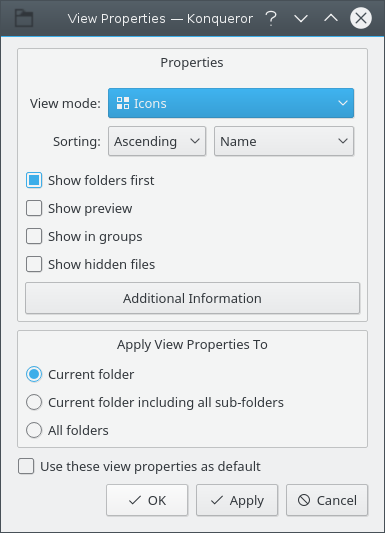 View Properties — Konqueror
Properties
View mode: Icons
Sorting: Ascending Name
Show folders first
Show preview
Show in groups
Show hidden files
Additional Information
Apply View Properties To
Current folder
Current folder including all sub-folders
All folders
Use these view properties as default
OK Apply Cancel